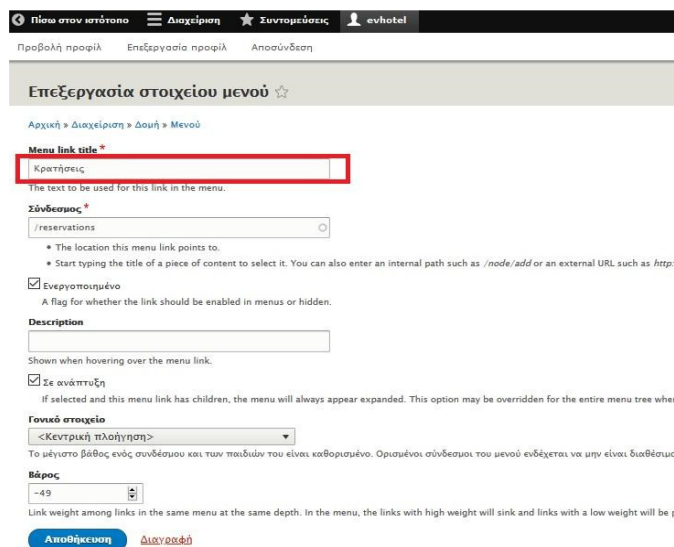 Πίσω στον ιστότοπο Διαχείριση Συντομεύσεις evhotel
Προβολή προφίλ Επεξεργασία προφίλ Αποσύνδεση
Επεξεργασία στοιχείου μενού
Αρχική » Διαχείριση » Δομή » Μενού
Menu link title *
Κρατήσεις
The text to be used for this link in the menu.
Σύνδεσμος *
/reservations
• The location this menu link points to.
• Start typing the title of a piece of content to select it. You can also enter an internal path such as /node/add or an external URL such as http:
Ενεργοποιημένο
A flag for whether the link should be enabled in menus or hidden.
Description
Shown when hovering over the menu link.
Σε ανάπτυξη
If selected and this menu link has children, the menu will always appear expanded. This option may be overridden for the entire menu tree whe
Γονικό στοιχείο
<Κεντρική πλοήγηση>
Το μέγιστο βάθος ενός συνδέσμου και των παιδιών του είναι καθορισμένο. Ορισμένοι σύνδεσμοι του μενού ενδέχεται να μην είναι διαθέσιμο
Βάρος
-49
Link weight among links in the same menu at the same depth. In the menu, the links with high weight will sink and links with a low weight will be p
Αποθήκευση Διαγραφή